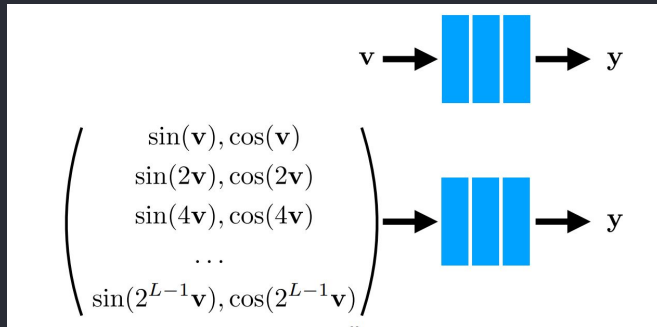 v y
sin(v), cos(v)
sin(2v), cos(2v)
sin(4v), cos(4v)
y
...
sin(2^{L-1}v), cos(2^{L-1}v)